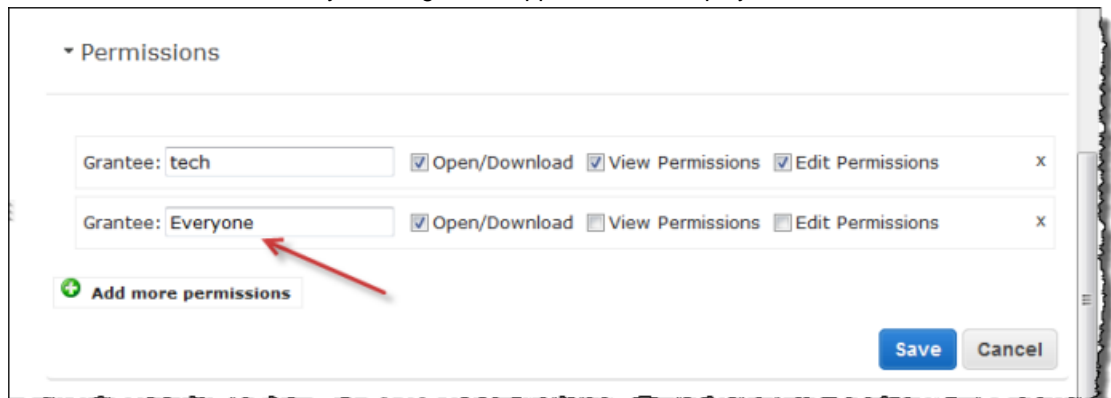 Permissions
Grantee: tech Open/Download View Permissions Edit Permissions x
Grantee: Everyone Open/Download View Permissions Edit Permissions x
Add more permissions
Save Cancel